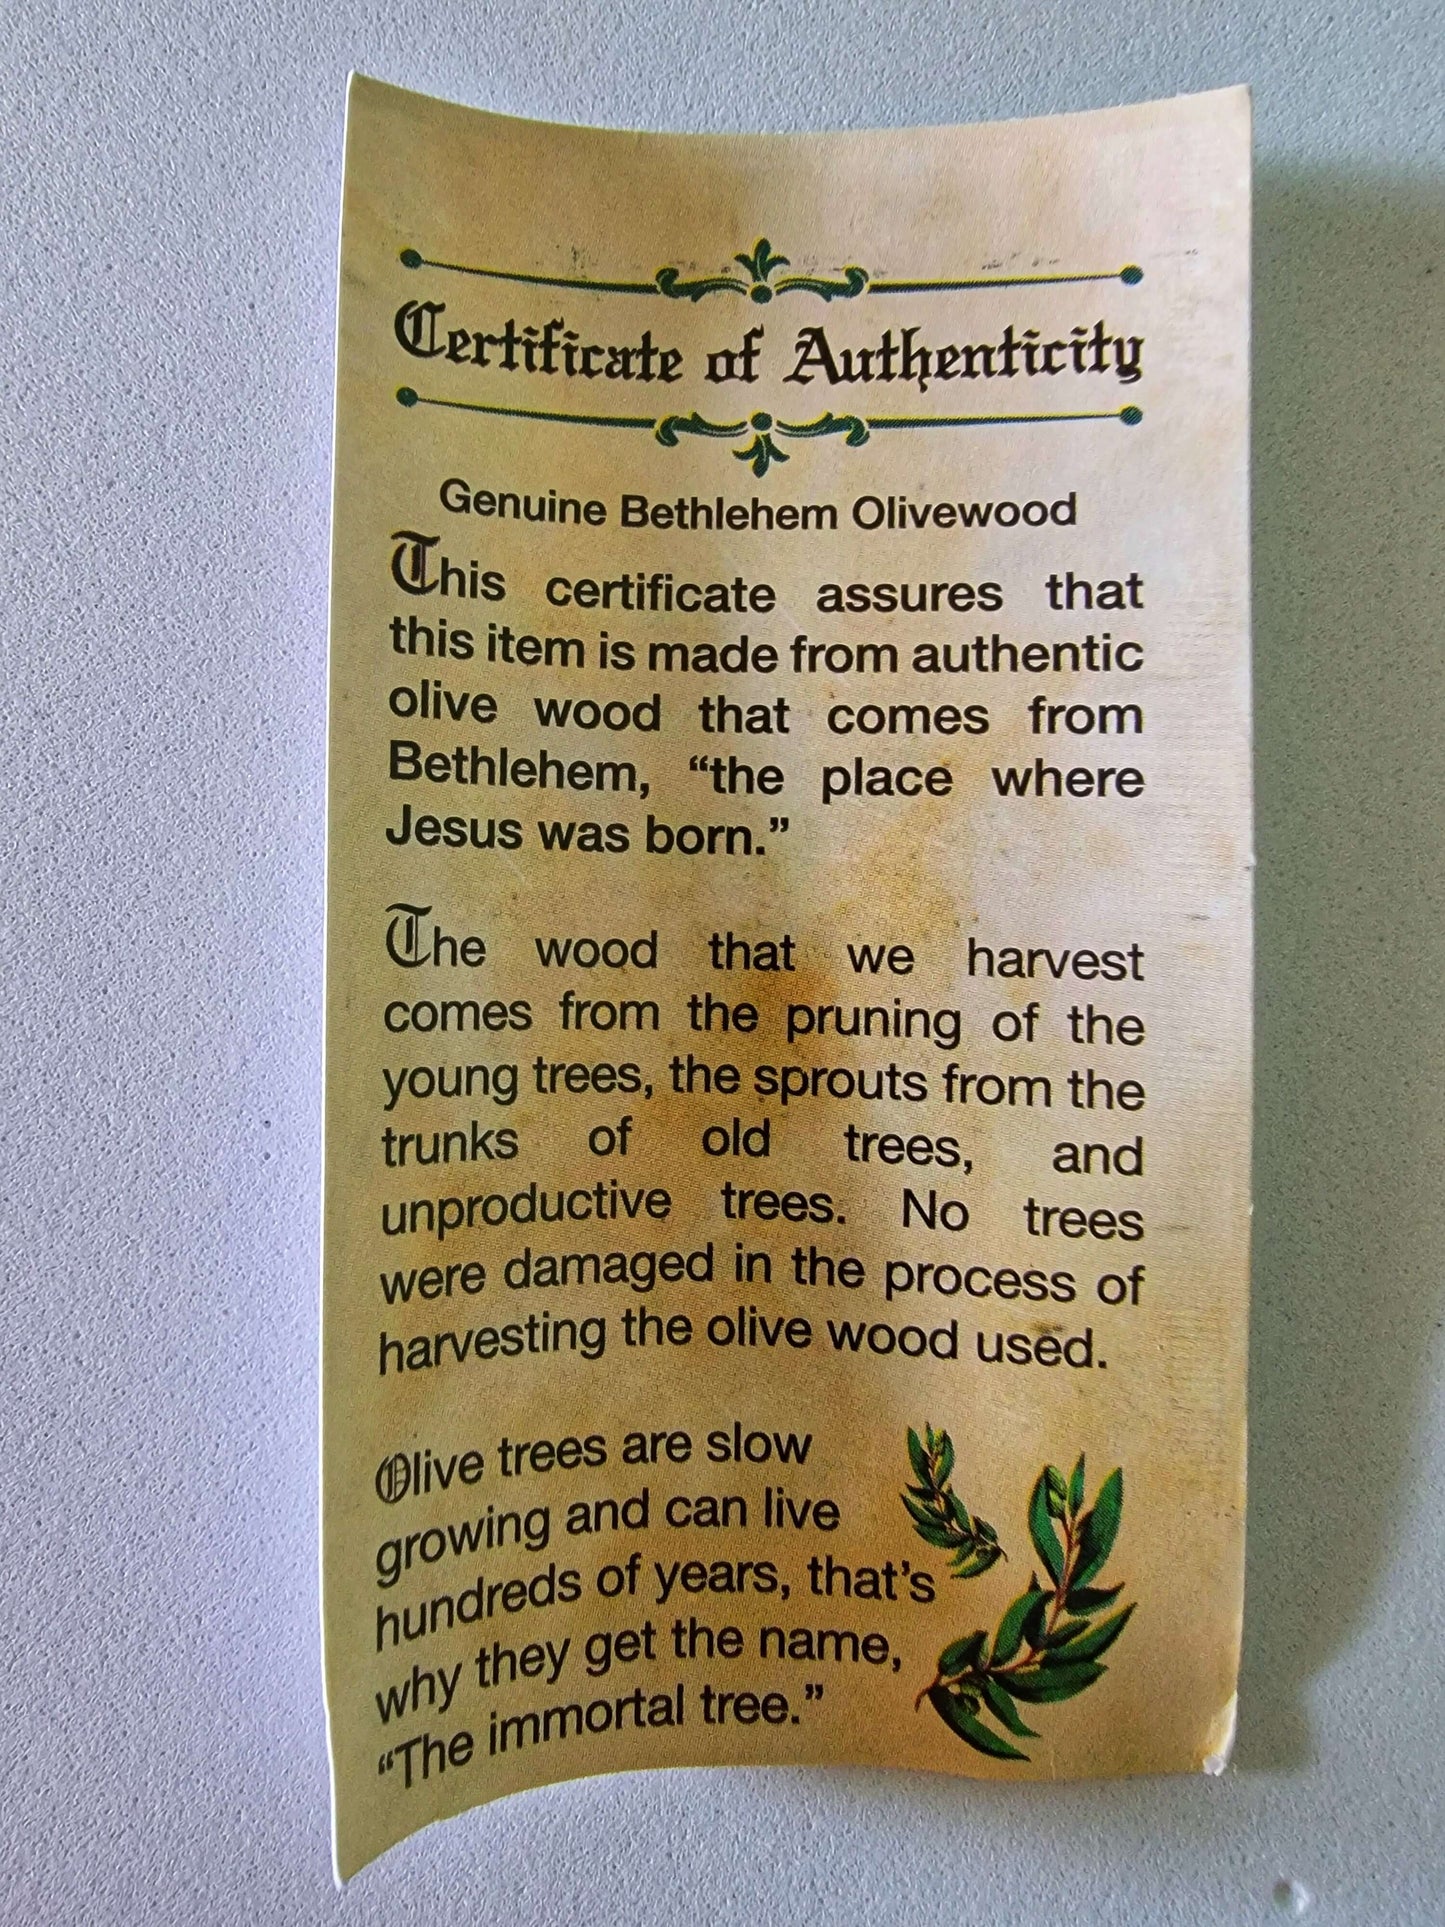 Certificate of Authenticity
Genuine Bethlehem Olivewood
This certificate assures that
this item is made from authentic
olive wood that comes from
Bethlehem, “the place where
Jesus was born.”
The wood that we harvest
comes from the pruning of the
young trees, the sprouts from the
trunks of old trees, and
unproductive trees. No trees
were damaged in the process of
harvesting the olive wood used.
Olive trees are slow
growing and can live
hundreds of years, that’s
why they get the name,
“The immortal tree.”